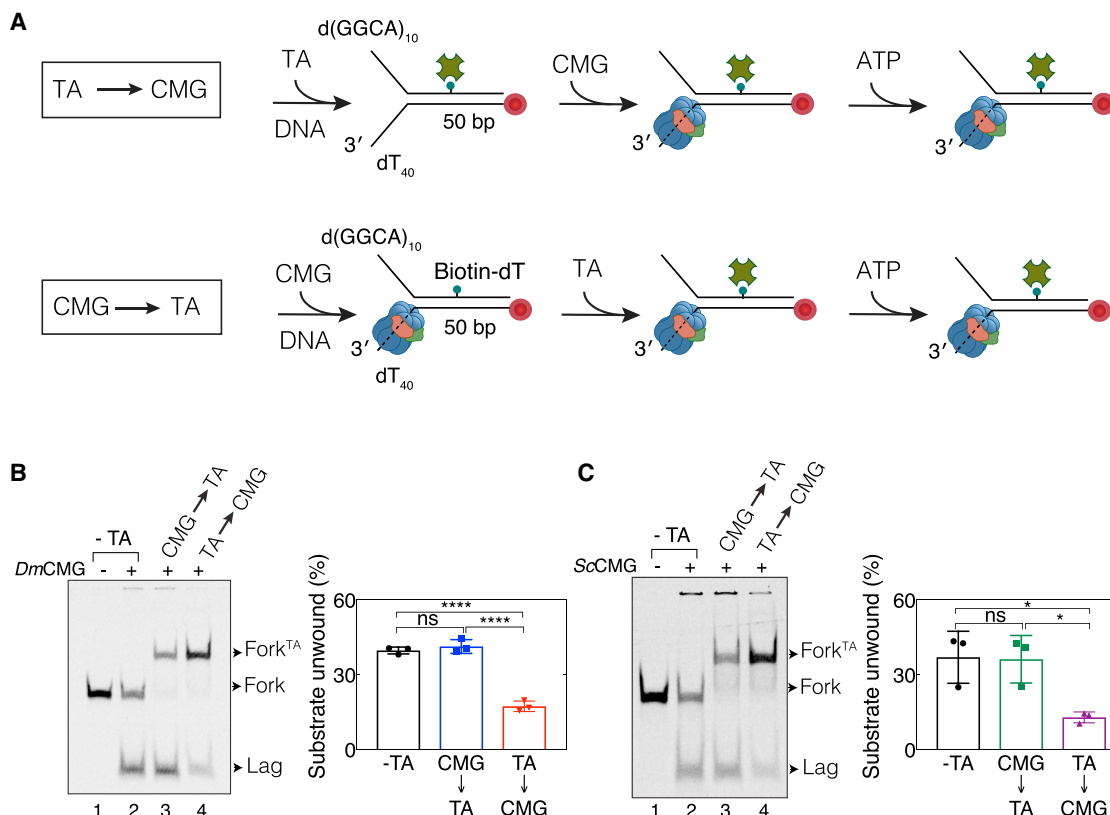 A
TA → CMG
TA
DNA
d(GGCA)10
50 bp
3′
dT40
CMG
3′
ATP
3′
CMG → TA
CMG
DNA
d(GGCA)10
Biotin-dT
50 bp
3′
dT40
TA
3′
ATP
3′
B
- TA
CMG → TA
TA → CMG
DmCMG - + + +
ForkTA
Fork
Lag
1 2 3 4
Substrate unwound (%)
60
30
0
****
ns
****
-TA
CMG → TA
TA → CMG
C
- TA
CMG → TA
TA → CMG
ScCMG - + + +
ForkTA
Fork
Lag
1 2 3 4
Substrate unwound (%)
60
30
0
*
ns
*
-TA
CMG → TA
TA → CMG